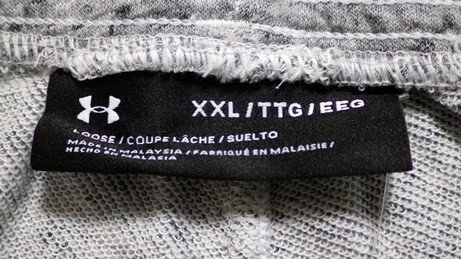 XXL/TTG/EEG
LOOSE/COUPE LÂCHE/SUELTO
MADE IN MALAYSIA/FABRIQUÉ EN MALAISIE/
HECHO EN MALASIA